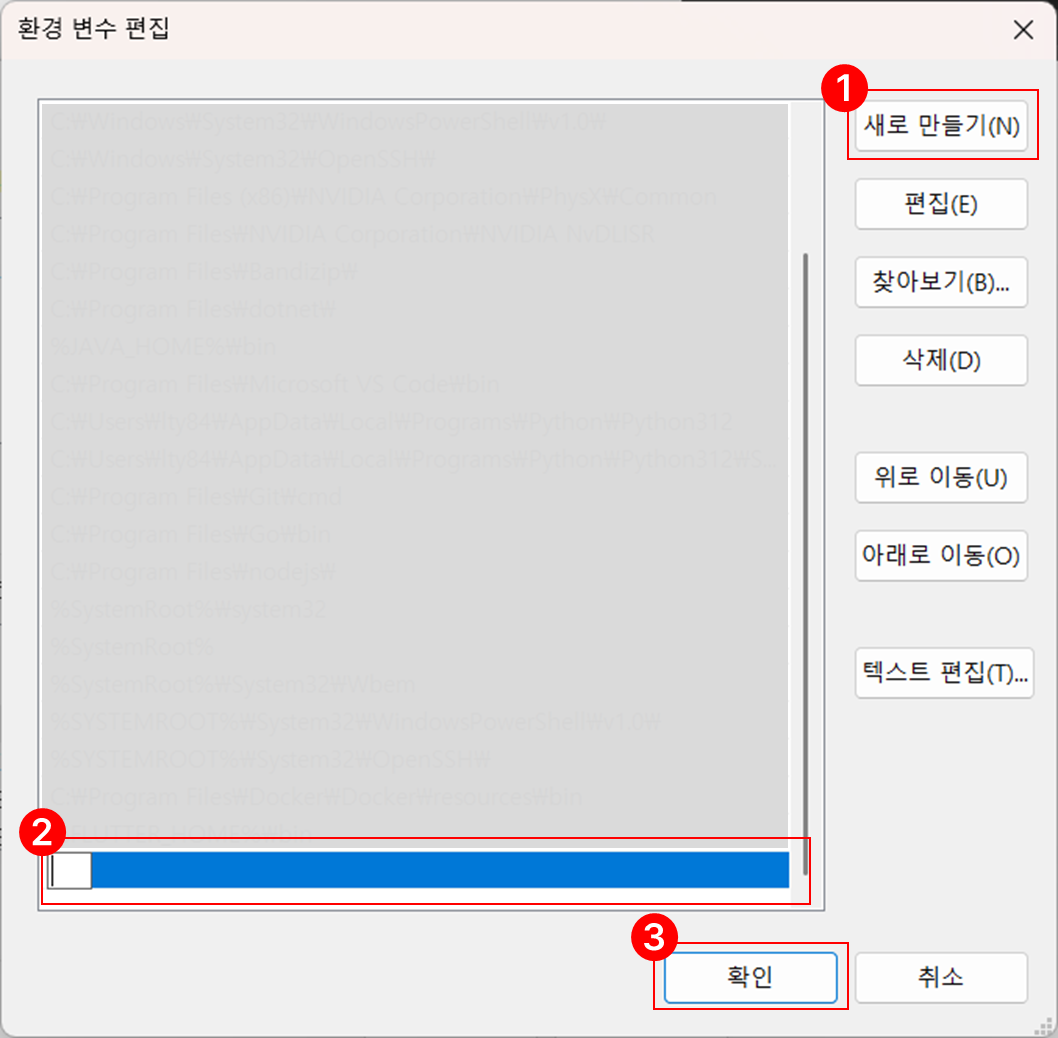 환경 변수 편집
1
새로 만들기(N)
C:₩Windows₩System32₩WindowsPowerShell₩v1.0₩
C:₩Windows₩System32₩OpenSSH₩
편집(E)
C:₩Program Files (x86)₩NVIDIA Corporation₩PhysX₩Common
C:₩Program Files₩NVIDIA Corporation₩NVIDIA NvDLISR
C:₩Program Files₩Bandizip₩
찾아보기(B)...
C:₩Program Files₩dotnet₩
%JAVA_HOME%₩bin
삭제(D)
C:₩Program Files₩Microsoft VS Code₩bin
C:₩Users₩lty84₩AppData₩Local₩Programs₩Python₩Python312
C:₩Users₩lty84₩AppData₩Local₩Programs₩Python₩Python312₩S...
위로 이동(U)
C:₩Program Files₩Git₩cmd
C:₩Program Files₩Go₩bin
아래로 이동(O)
C:₩Program Files₩nodejs₩
%SystemRoot%₩system32
%SystemRoot%
텍스트 편집(T)...
%SystemRoot%₩System32₩Wbem
%SYSTEMROOT%₩System32₩WindowsPowerShell₩v1.0₩
%SYSTEMROOT%₩System32₩OpenSSH₩
C:₩Program Files₩Docker₩Docker₩resources₩bin
2
3
확인
취소